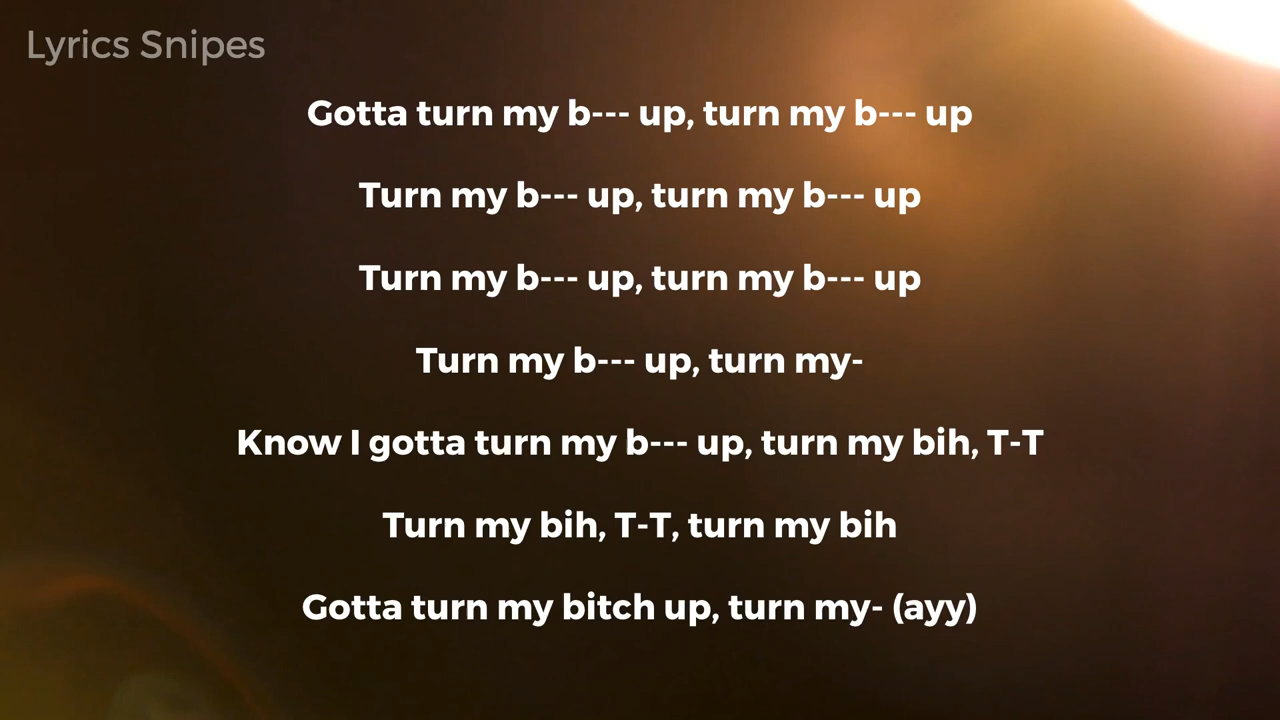 Lyrics Snipes
Gotta turn my b--- up, turn my b--- up
Turn my b--- up, turn my b--- up
Turn my b--- up, turn my b--- up
Turn my b--- up, turn my-
Know I gotta turn my b--- up, turn my bih, T-T
Turn my bih, T-T, turn my bih
Gotta turn my bitch up, turn my- (ayy)